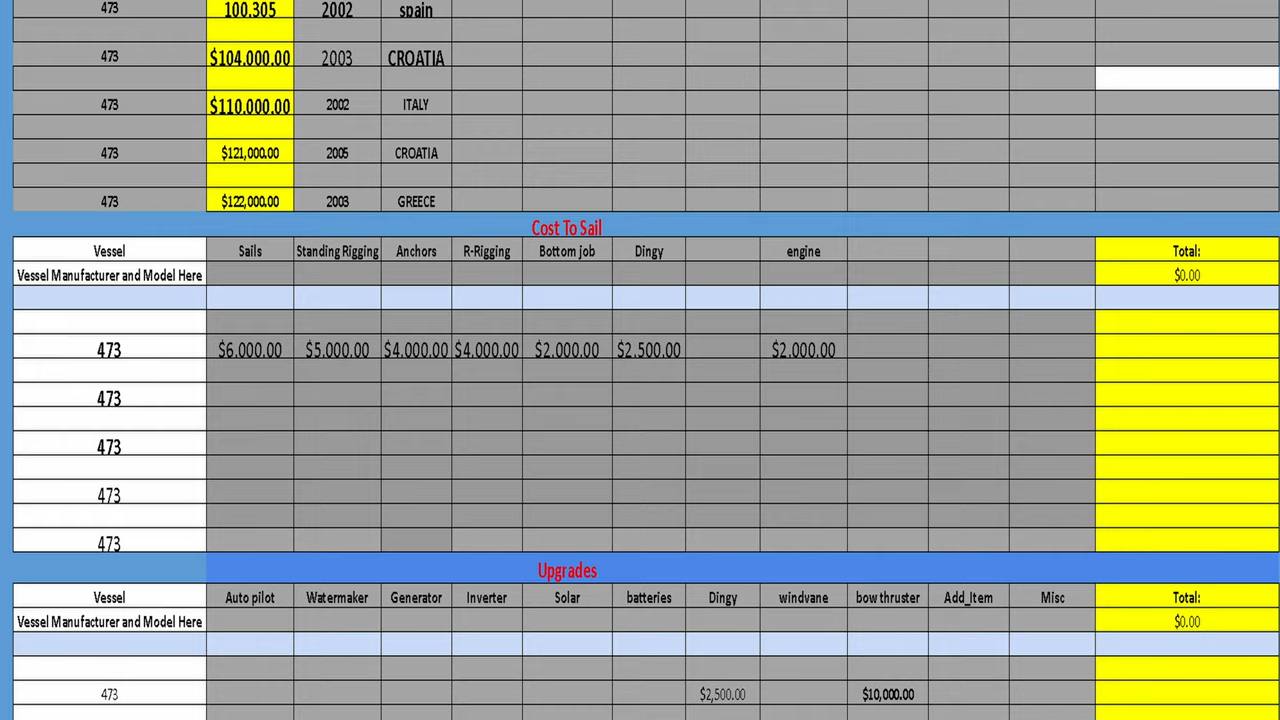 473 100.305 2002 spain
473 $104.000.00 2003 CROATIA
473 $110.000.00 2002 ITALY
473 $121,000.00 2005 CROATIA
473 $122,000.00 2003 GREECE
Cost To Sail
Vessel Sails Standing Rigging Anchors R-Rigging Bottom job Dingy engine Total:
Vessel Manufacturer and Model Here $0.00
473 $6.000.00 $5.000.00 $4.000.00 $4.000.00 $2.000.00 $2.500.00 $2.000.00
473
473
473
473
Upgrades
Vessel Auto pilot Watermaker Generator Inverter Solar batteries Dingy windvane bow thruster Add_Item Misc Total:
Vessel Manufacturer and Model Here $0.00
473 $2,500.00 $10,000.00